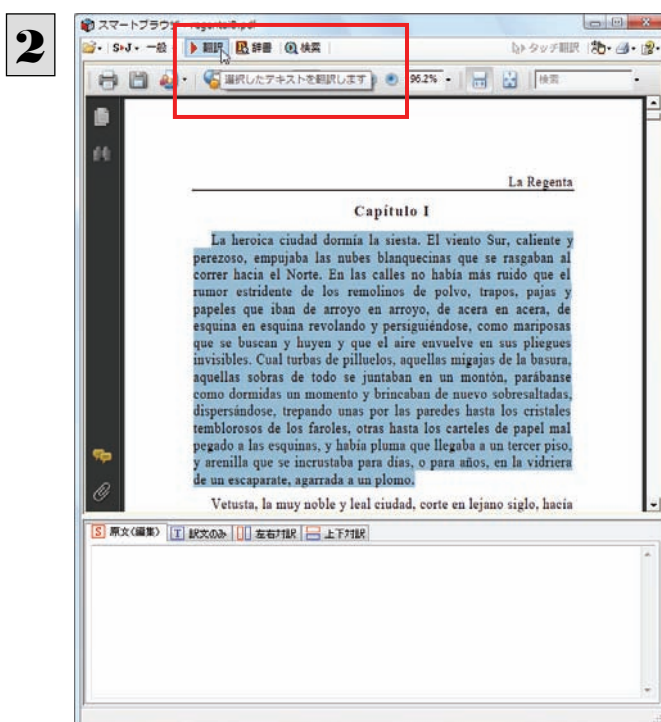 2
スマートブラウザ - regenta18.pdf
S▸J 一般 翻訳 辞書 検索 タッチ翻訳
選択したテキストを翻訳します 96.2% 検索
La Regenta
Capítulo I
La heroica ciudad dormía la siesta. El viento Sur, caliente y
perezoso, empujaba las nubes blanquecinas que se rasgaban al
correr hacia el Norte. En las calles no había más ruido que el
rumor estridente de los remolinos de polvo, trapos, pajas y
papeles que iban de arroyo en arroyo, de acera en acera, de
esquina en esquina revolando y persiguiéndose, como mariposas
que se buscan y huyen y que el aire envuelve en sus pliegues
invisibles. Cual turbas de pilluelos, aquellas migajas de la basura,
aquellas sobras de todo se juntaban en un montón, parábanse
como dormidas un momento y brincaban de nuevo sobresaltadas,
dispersándose, trepando unas por las paredes hasta los cristales
temblorosos de los faroles, otras hasta los carteles de papel mal
pegado a las esquinas, y había pluma que llegaba a un tercer piso,
y arenilla que se incrustaba para días, o para años, en la vidriera
de un escaparate, agarrada a un plomo.
Vetusta, la muy noble y leal ciudad, corte en lejano siglo, hacía
S 原文(編集) T 訳文のみ 左右対訳 上下対訳